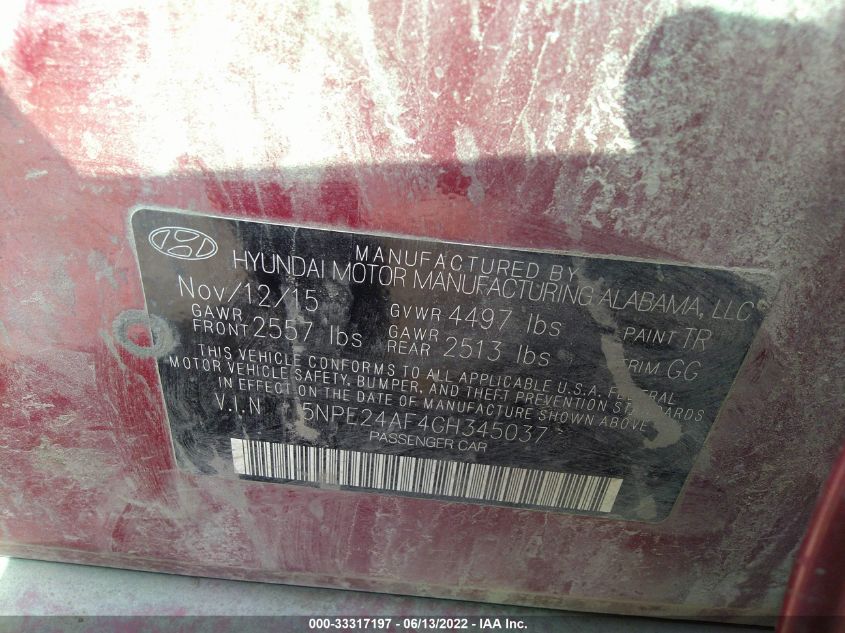 MANUFACTURED BY
HYUNDAI MOTOR MANUFACTURING ALABAMA, LLC
Nov/12/15 GVWR 4497 lbs PAINT TR
GAWR FRONT 2557 lbs GAWR REAR 2513 lbs TRIM GG
THIS VEHICLE CONFORMS TO ALL APPLICABLE U.S.A. FEDERAL
MOTOR VEHICLE SAFETY, BUMPER, AND THEFT PREVENTION STANDARDS
IN EFFECT ON THE DATE OF MANUFACTURE SHOWN ABOVE
V.I.N 5NPE24AF4GH345037
PASSENGER CAR
000-33317197 - 06/13/2022 - IAA Inc.